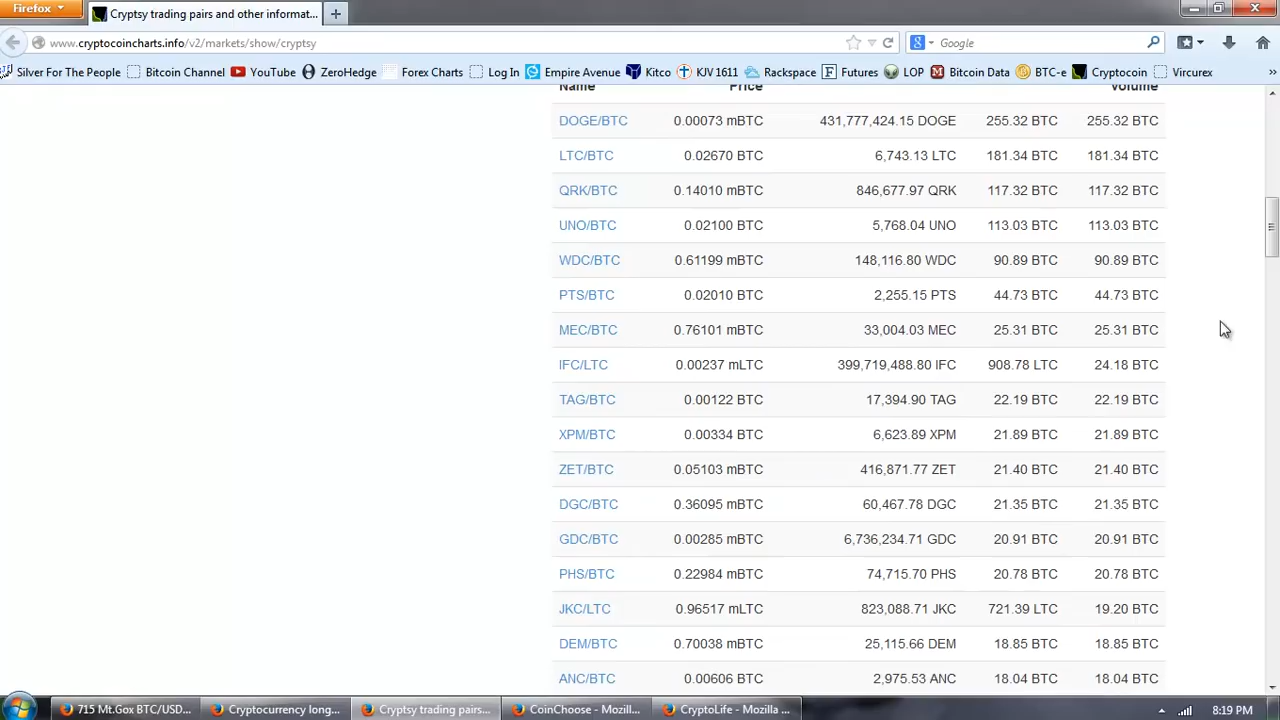 Firefox
Cryptsy trading pairs and other informat...
www.cryptocoincharts.info/v2/markets/show/cryptsy
Google
Silver For The People Bitcoin Channel YouTube ZeroHedge Forex Charts Log In Empire Avenue Kitco KJV 1611 Rackspace Futures LOP Bitcoin Data BTC-e Cryptocoin Vircurex »
Name Price Volume
DOGE/BTC 0.00073 mBTC 431,777,424.15 DOGE 255.32 BTC 255.32 BTC
LTC/BTC 0.02670 BTC 6,743.13 LTC 181.34 BTC 181.34 BTC
QRK/BTC 0.14010 mBTC 846,677.97 QRK 117.32 BTC 117.32 BTC
UNO/BTC 0.02100 BTC 5,768.04 UNO 113.03 BTC 113.03 BTC
WDC/BTC 0.61199 mBTC 148,116.80 WDC 90.89 BTC 90.89 BTC
PTS/BTC 0.02010 BTC 2,255.15 PTS 44.73 BTC 44.73 BTC
MEC/BTC 0.76101 mBTC 33,004.03 MEC 25.31 BTC 25.31 BTC
IFC/LTC 0.00237 mLTC 399,719,488.80 IFC 908.78 LTC 24.18 BTC
TAG/BTC 0.00122 BTC 17,394.90 TAG 22.19 BTC 22.19 BTC
XPM/BTC 0.00334 BTC 6,623.89 XPM 21.89 BTC 21.89 BTC
ZET/BTC 0.05103 mBTC 416,871.77 ZET 21.40 BTC 21.40 BTC
DGC/BTC 0.36095 mBTC 60,467.78 DGC 21.35 BTC 21.35 BTC
GDC/BTC 0.00285 mBTC 6,736,234.71 GDC 20.91 BTC 20.91 BTC
PHS/BTC 0.22984 mBTC 74,715.70 PHS 20.78 BTC 20.78 BTC
JKC/LTC 0.96517 mLTC 823,088.71 JKC 721.39 LTC 19.20 BTC
DEM/BTC 0.70038 mBTC 25,115.66 DEM 18.85 BTC 18.85 BTC
ANC/BTC 0.00606 BTC 2,975.53 ANC 18.04 BTC 18.04 BTC
715 Mt.Gox BTC/USD... Cryptocurrency long... Cryptsy trading pairs... CoinChoose - Mozill... CryptoLife - Mozilla ... 8:19 PM